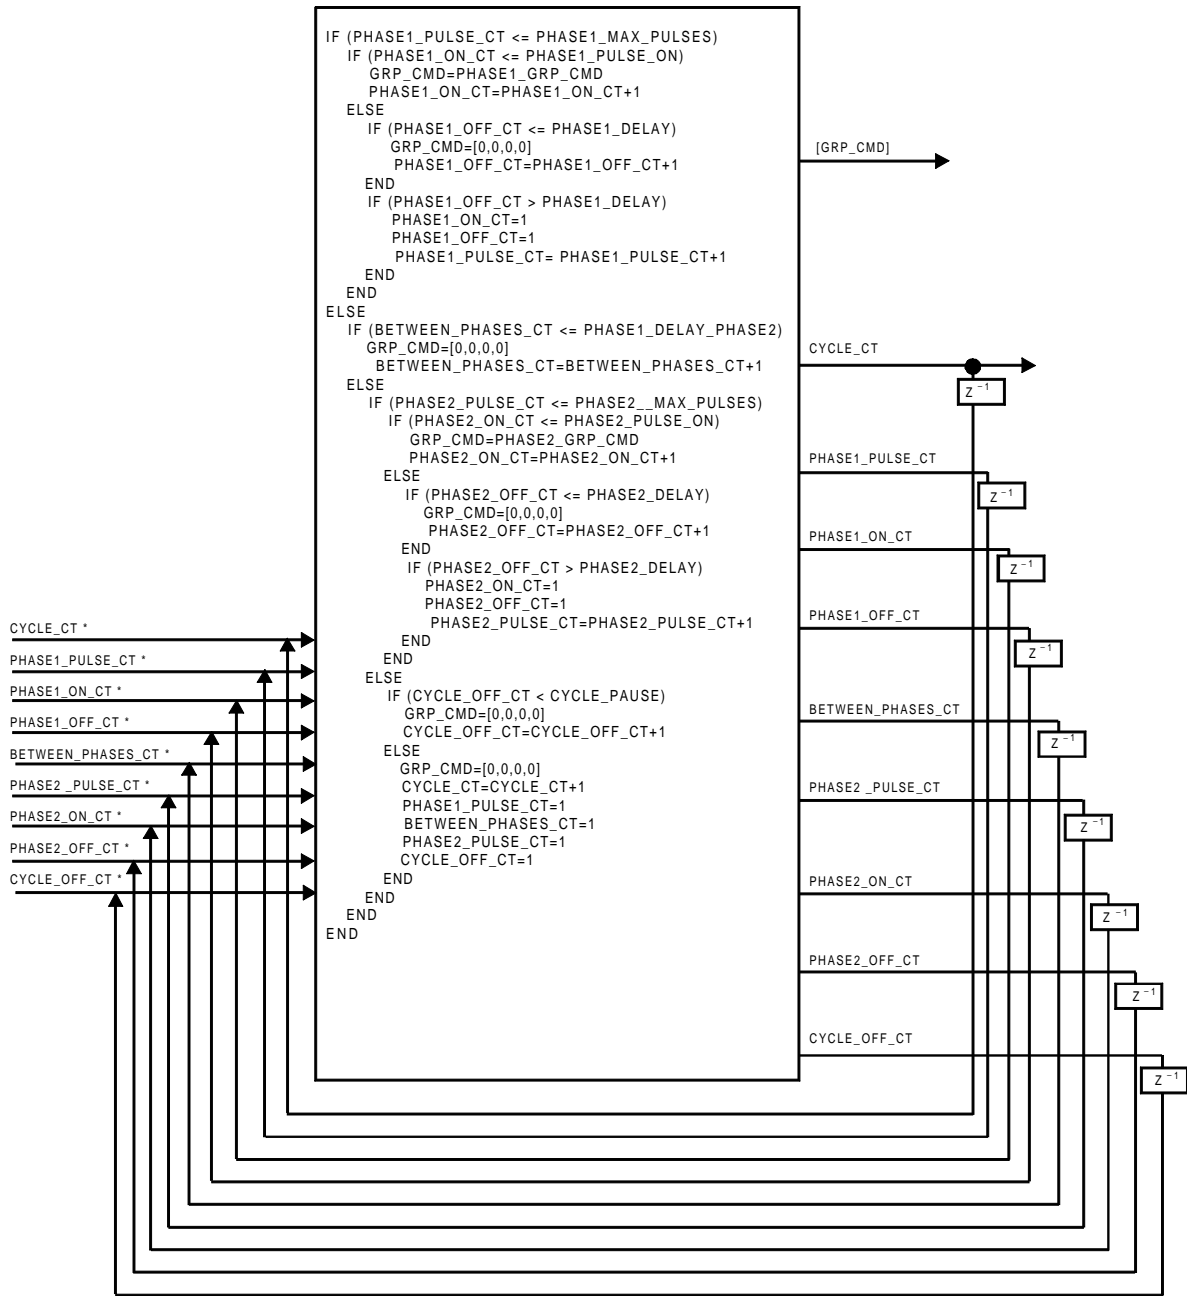 IF (PHASE1_PULSE_CT <= PHASE1_MAX_PULSES)
IF (PHASE1_ON_CT <= PHASE1_PULSE_ON)
GRP_CMD=PHASE1_GRP_CMD
PHASE1_ON_CT=PHASE1_ON_CT+1
ELSE
IF (PHASE1_OFF_CT <= PHASE1_DELAY)
GRP_CMD=[0,0,0,0]
PHASE1_OFF_CT=PHASE1_OFF_CT+1
END
IF (PHASE1_OFF_CT > PHASE1_DELAY)
PHASE1_ON_CT=1
PHASE1_OFF_CT=1
PHASE1_PULSE_CT= PHASE1_PULSE_CT+1
END
END
ELSE
IF (BETWEEN_PHASES_CT <= PHASE1_DELAY_PHASE2)
GRP_CMD=[0,0,0,0]
BETWEEN_PHASES_CT=BETWEEN_PHASES_CT+1
ELSE
IF (PHASE2_PULSE_CT <= PHASE2__MAX_PULSES)
IF (PHASE2_ON_CT <= PHASE2_PULSE_ON)
GRP_CMD=PHASE2_GRP_CMD
PHASE2_ON_CT=PHASE2_ON_CT+1
ELSE
IF (PHASE2_OFF_CT <= PHASE2_DELAY)
GRP_CMD=[0,0,0,0]
PHASE2_OFF_CT=PHASE2_OFF_CT+1
END
IF (PHASE2_OFF_CT > PHASE2_DELAY)
PHASE2_ON_CT=1
PHASE2_OFF_CT=1
PHASE2_PULSE_CT=PHASE2_PULSE_CT+1
END
END
ELSE
IF (CYCLE_OFF_CT < CYCLE_PAUSE)
GRP_CMD=[0,0,0,0]
CYCLE_OFF_CT=CYCLE_OFF_CT+1
ELSE
GRP_CMD=[0,0,0,0]
CYCLE_CT=CYCLE_CT+1
PHASE1_PULSE_CT=1
BETWEEN_PHASES_CT=1
PHASE2_PULSE_CT=1
CYCLE_OFF_CT=1
END
END
END
END
CYCLE_CT *
PHASE1_PULSE_CT *
PHASE1_ON_CT *
PHASE1_OFF_CT *
BETWEEN_PHASES_CT *
PHASE2 _PULSE_CT *
PHASE2_ON_CT *
PHASE2_OFF_CT *
CYCLE_OFF_CT *
[GRP_CMD]
CYCLE_CT
Z⁻¹
PHASE1_PULSE_CT
Z⁻¹
PHASE1_ON_CT
Z⁻¹
PHASE1_OFF_CT
Z⁻¹
BETWEEN_PHASES_CT
Z⁻¹
PHASE2 _PULSE_CT
Z⁻¹
PHASE2_ON_CT
Z⁻¹
PHASE2_OFF_CT
Z⁻¹
CYCLE_OFF_CT
Z⁻¹